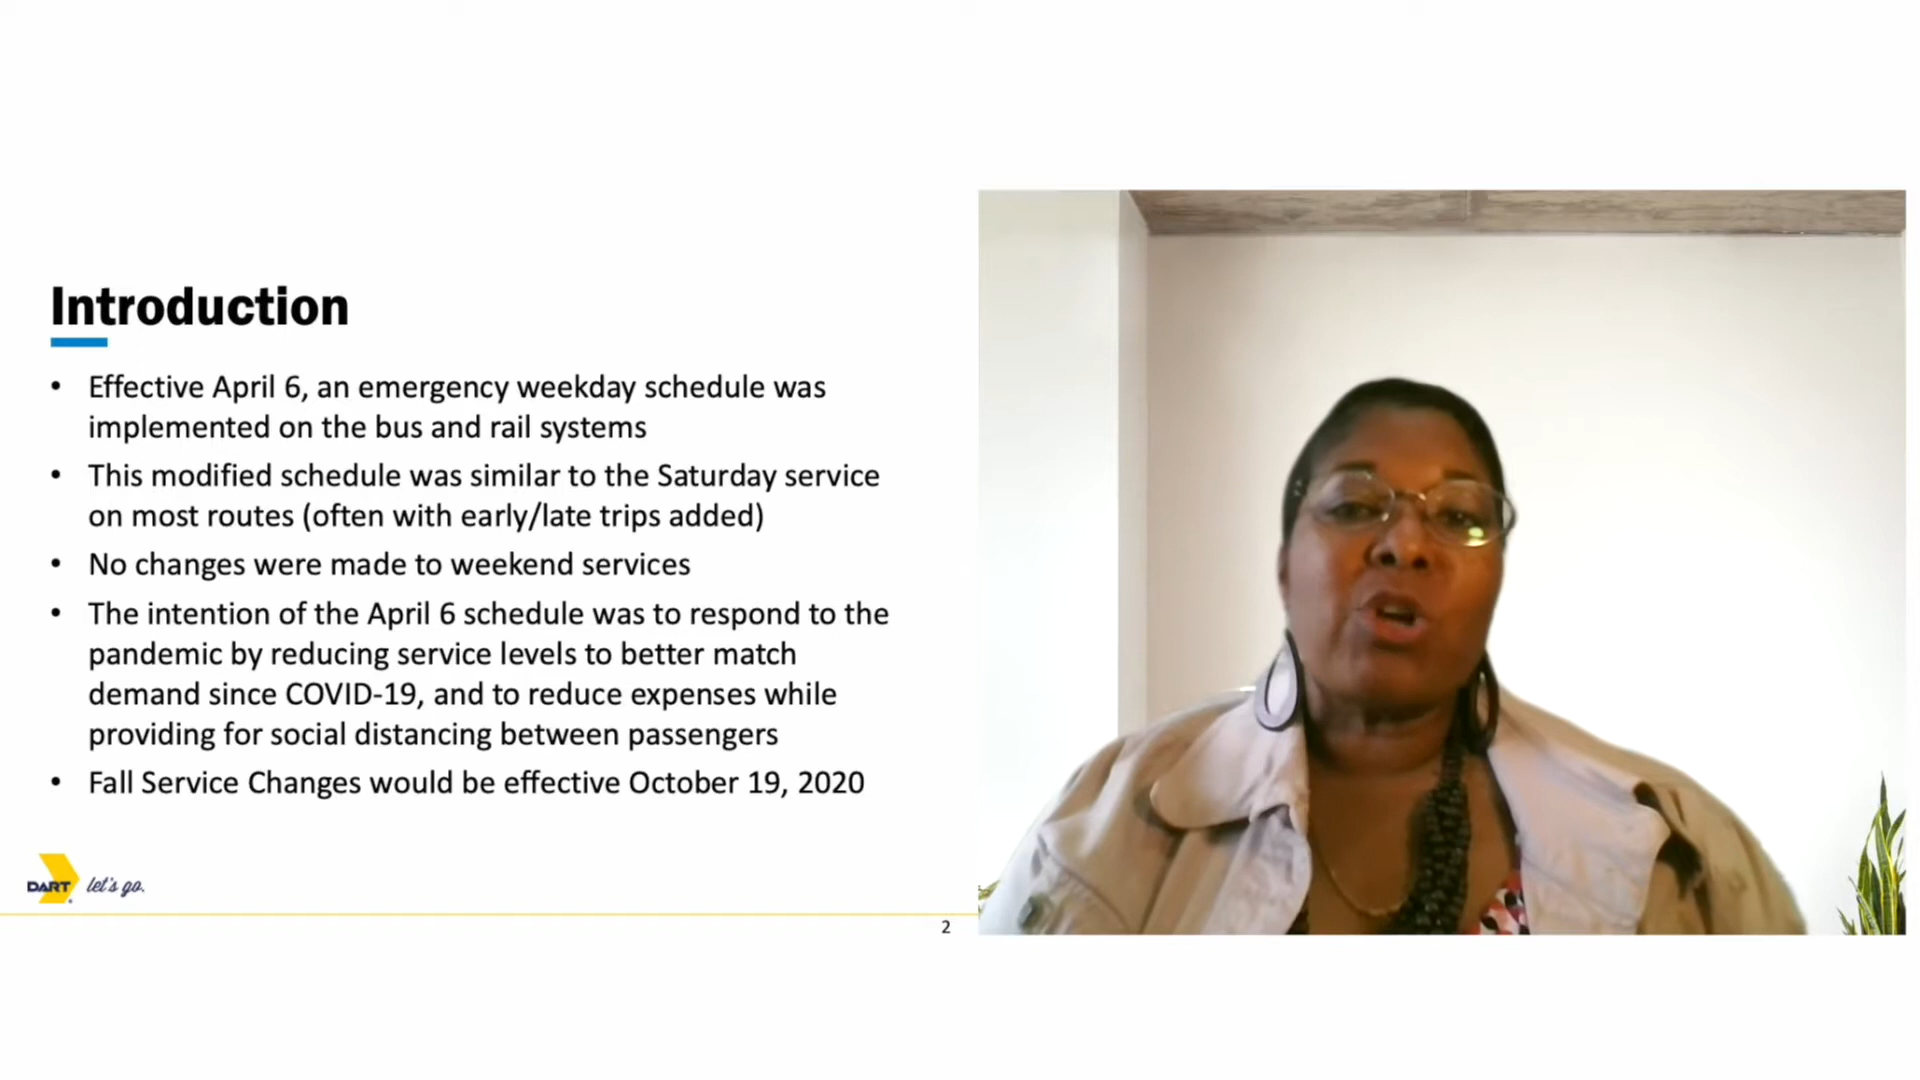 Introduction
• Effective April 6, an emergency weekday schedule was
implemented on the bus and rail systems
• This modified schedule was similar to the Saturday service
on most routes (often with early/late trips added)
• No changes were made to weekend services
• The intention of the April 6 schedule was to respond to the
pandemic by reducing service levels to better match
demand since COVID-19, and to reduce expenses while
providing for social distancing between passengers
• Fall Service Changes would be effective October 19, 2020
DART let's go.
2